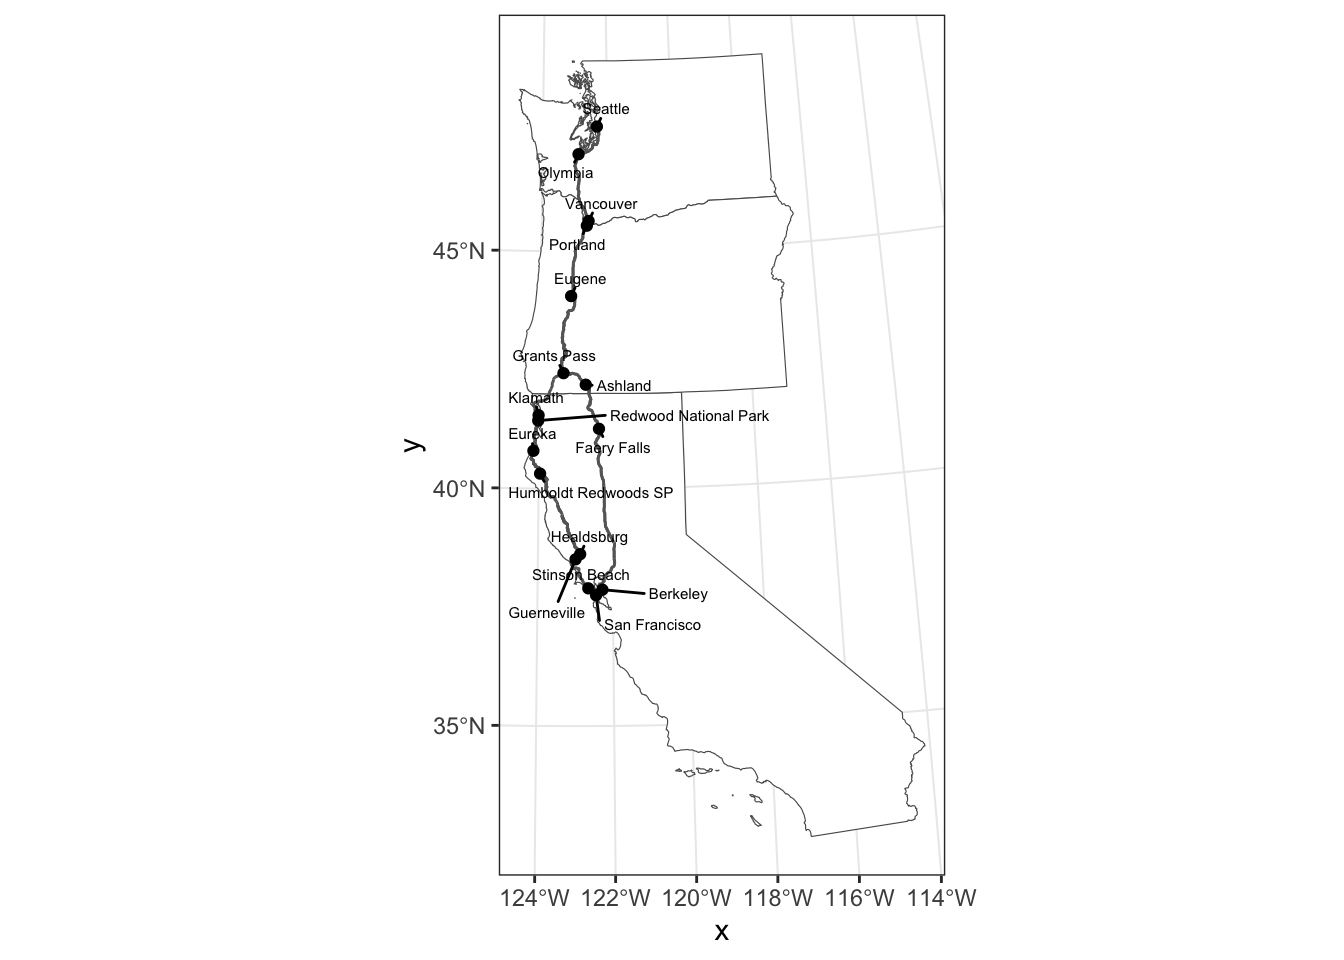 Seattle
Olympia
Vancouver
Portland
45°N
Eugene
Grants Pass
Ashland
Klamath
Redwood National Park
Eureka
Faery Falls
y
40°N
Humboldt Redwoods SP
Healdsburg
Stinson Beach
Berkeley
Guerneville
San Francisco
35°N
124°W 122°W 120°W 118°W 116°W 114°W
x